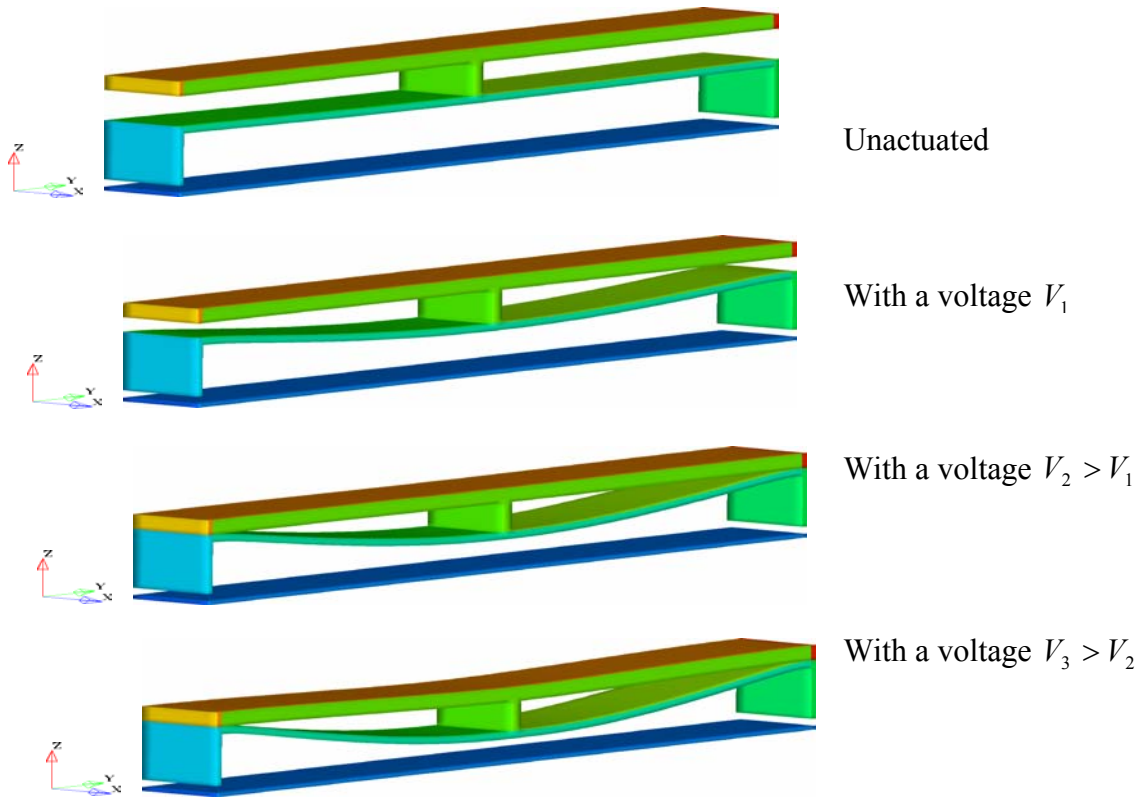 Unactuated
Z
Y
X
With a voltage V₁
Z
Y
X
With a voltage V₂ > V₁
Z
Y
X
With a voltage V₃ > V₂
Z
Y
X